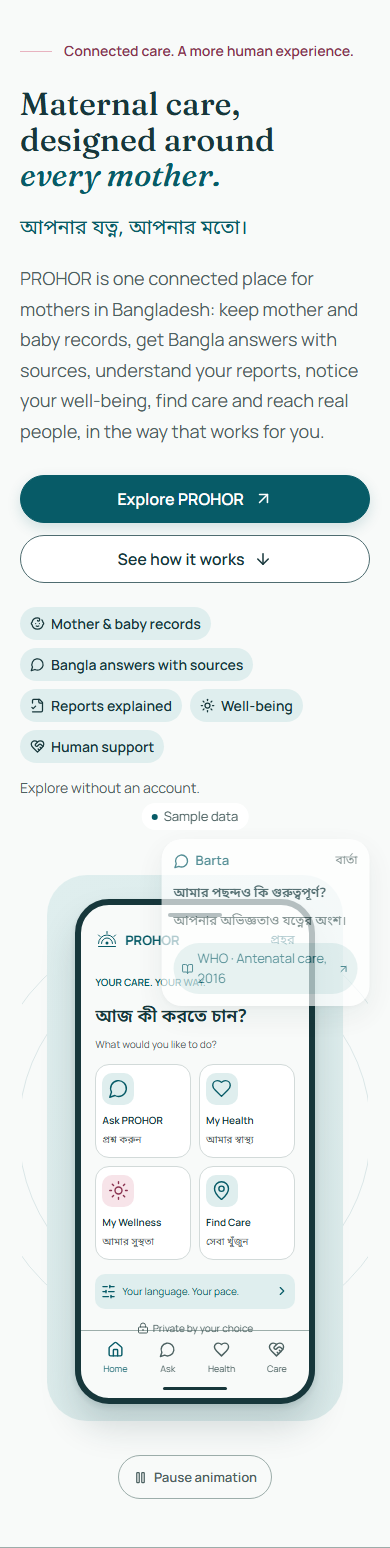 Connected care. A more human experience.
Maternal care,
designed around
every mother.
আপনার যত্ন, আপনার মতো।
PROHOR is one connected place for
mothers in Bangladesh: keep mother and
baby records, get Bangla answers with
sources, understand your reports, notice
your well-being, find care and reach real
people, in the way that works for you.
Explore PROHOR
See how it works
Mother & baby records
Bangla answers with sources
Reports explained
Well-being
Human support
Explore without an account.
Sample data
Barta
বার্তা
আমার পছন্দও কি গুরুত্বপূর্ণ?
আপনার অভিজ্ঞতাও যত্নের অংশ।
PROHOR
প্রহর
WHO · Antenatal care,
2016
YOUR CARE. YOUR WAY.
আজ কী করতে চান?
What would you like to do?
Ask PROHOR
প্রশ্ন করুন
My Health
আমার স্বাস্থ্য
My Wellness
আমার সুস্থতা
Find Care
সেবা খুঁজুন
Your language. Your pace.
Private by your choice
Home
Ask
Health
Care
Pause animation